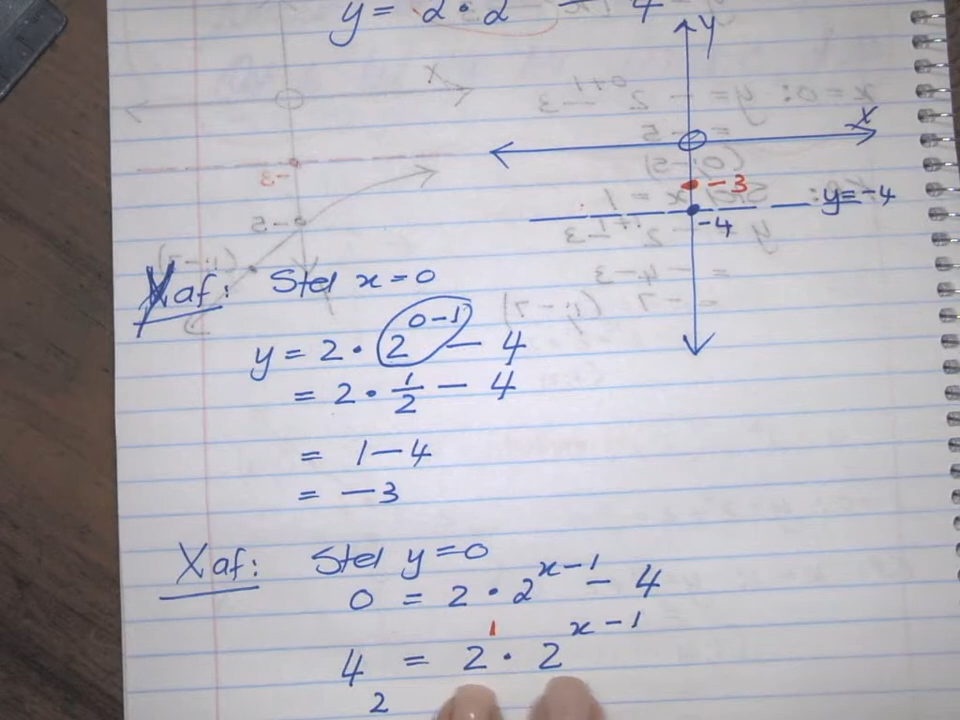 y = 2·2 - 4
y
x
-3
y=-4
-4
Yaf: Stel x=0
y = 2·2^(0-1) - 4
= 2·1/2 - 4
= 1-4
= -3
Xaf: Stel y=0
0 = 2·2^(x-1) - 4
4 = 2^1·2^(x-1)
2